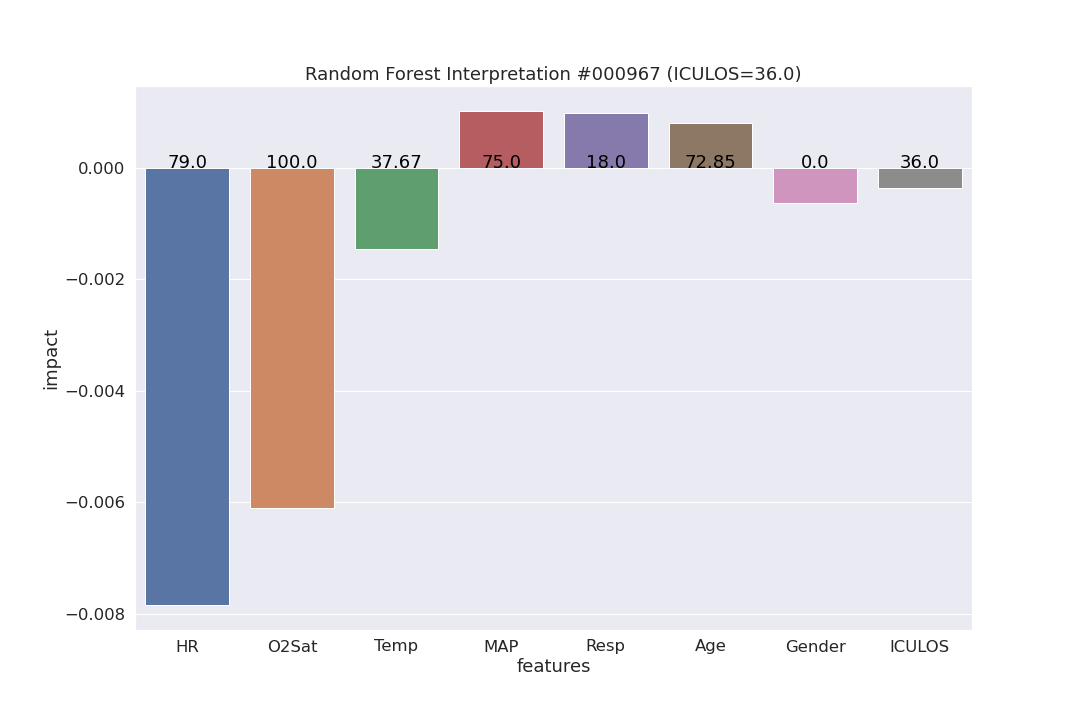 Random Forest Interpretation #000967 (ICULOS=36.0)
79.0 100.0 37.67 75.0 18.0 72.85 0.0 36.0
0.000
−0.002
−0.004
−0.006
−0.008
impact
HR O2Sat Temp MAP Resp Age Gender ICULOS
features